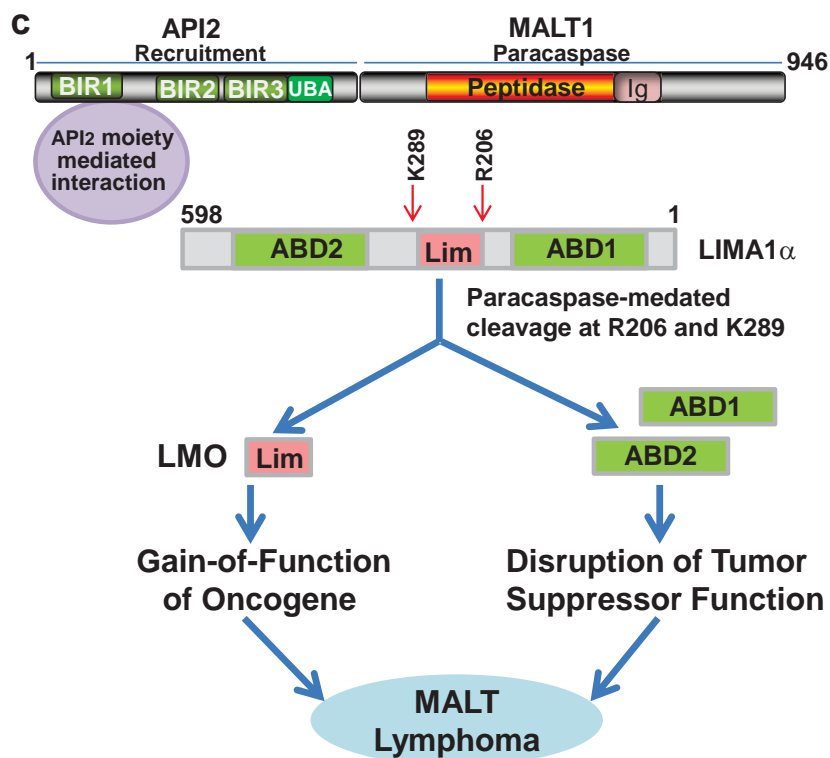 c
API2
MALT1
Recruitment
Paracaspase
1
946
BIR1
BIR2
BIR3
UBA
Peptidase
Ig
API2 moiety
mediated
interaction
K289
R206
598
1
ABD2
Lim
ABD1
LIMA1α
Paracaspase-medated
cleavage at R206 and K289
ABD1
LMO
Lim
ABD2
Gain-of-Function
of Oncogene
Disruption of Tumor
Suppressor Function
MALT
Lymphoma